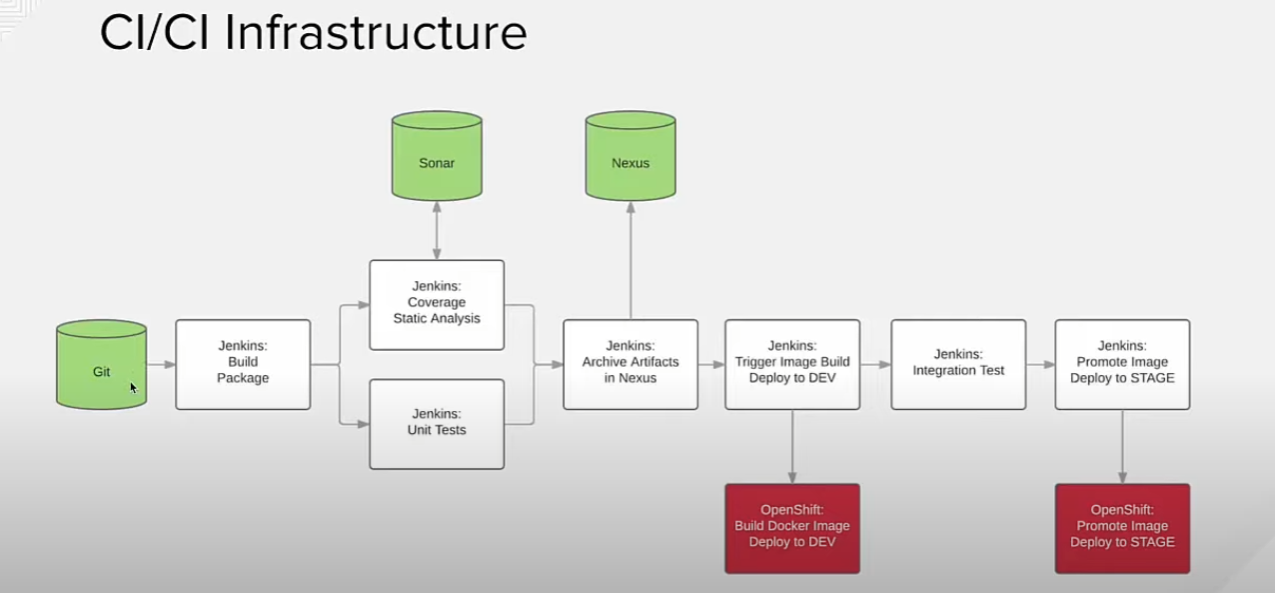 CI/CI Infrastructure
Sonar
Nexus
Git
Jenkins:
Build
Package
Jenkins:
Coverage
Static Analysis
Jenkins:
Unit Tests
Jenkins:
Archive Artifacts
in Nexus
Jenkins:
Trigger Image Build
Deploy to DEV
Jenkins:
Integration Test
Jenkins:
Promote Image
Deploy to STAGE
OpenShift:
Build Docker Image
Deploy to DEV
OpenShift:
Promote Image
Deploy to STAGE